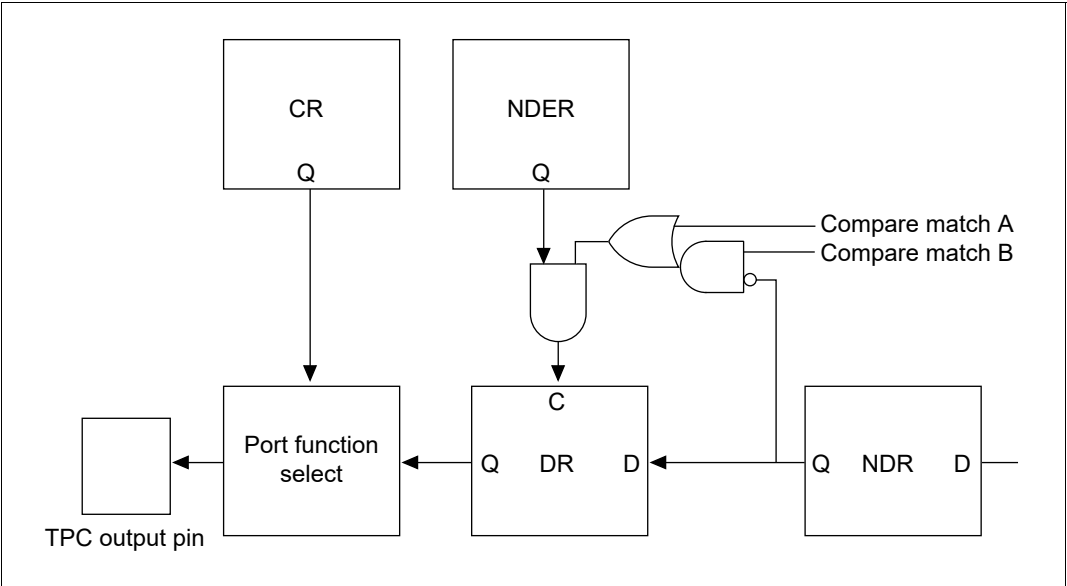 CR
NDER
Q
Q
Compare match A
Compare match B
C
Port function
select
Q
DR
D
Q
NDR
D
TPC output pin